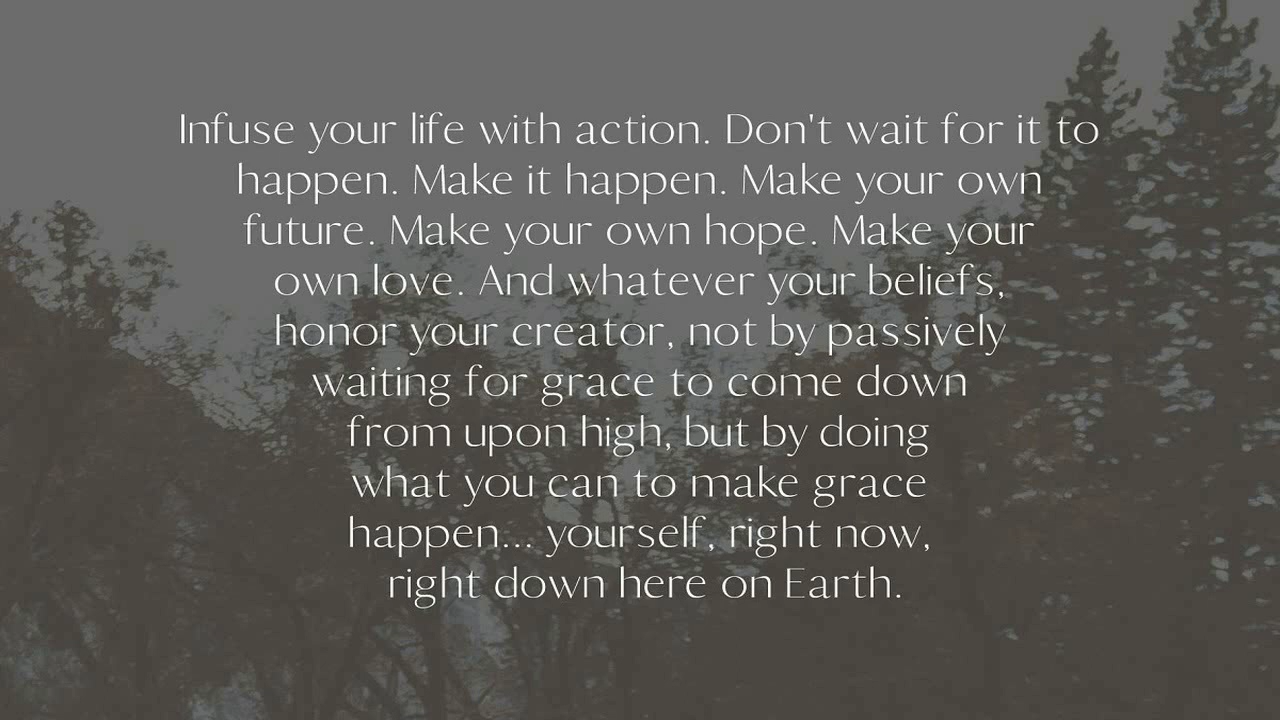 Infuse your life with action. Don't wait for it to
happen. Make it happen. Make your own
future. Make your own hope. Make your
own love. And whatever your beliefs,
honor your creator, not by passively
waiting for grace to come down
from upon high, but by doing
what you can to make grace
happen... yourself, right now,
right down here on Earth.